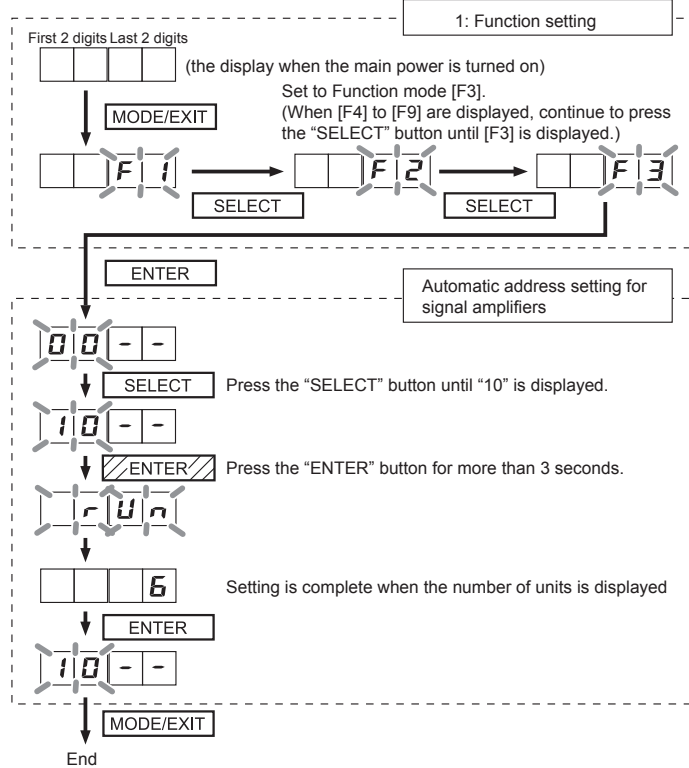 1: Function setting
First 2 digits Last 2 digits
(the display when the main power is turned on)
Set to Function mode [F3].
(When [F4] to [F9] are displayed, continue to press
the “SELECT” button until [F3] is displayed.)
MODE/EXIT
F 1
F 2
F 3
SELECT
SELECT
ENTER
Automatic address setting for
signal amplifiers
0 0 - -
SELECT
Press the “SELECT” button until “10” is displayed.
1 0 - -
ENTER
Press the “ENTER” button for more than 3 seconds.
r U n
6
Setting is complete when the number of units is displayed
ENTER
1 0 - -
MODE/EXIT
End